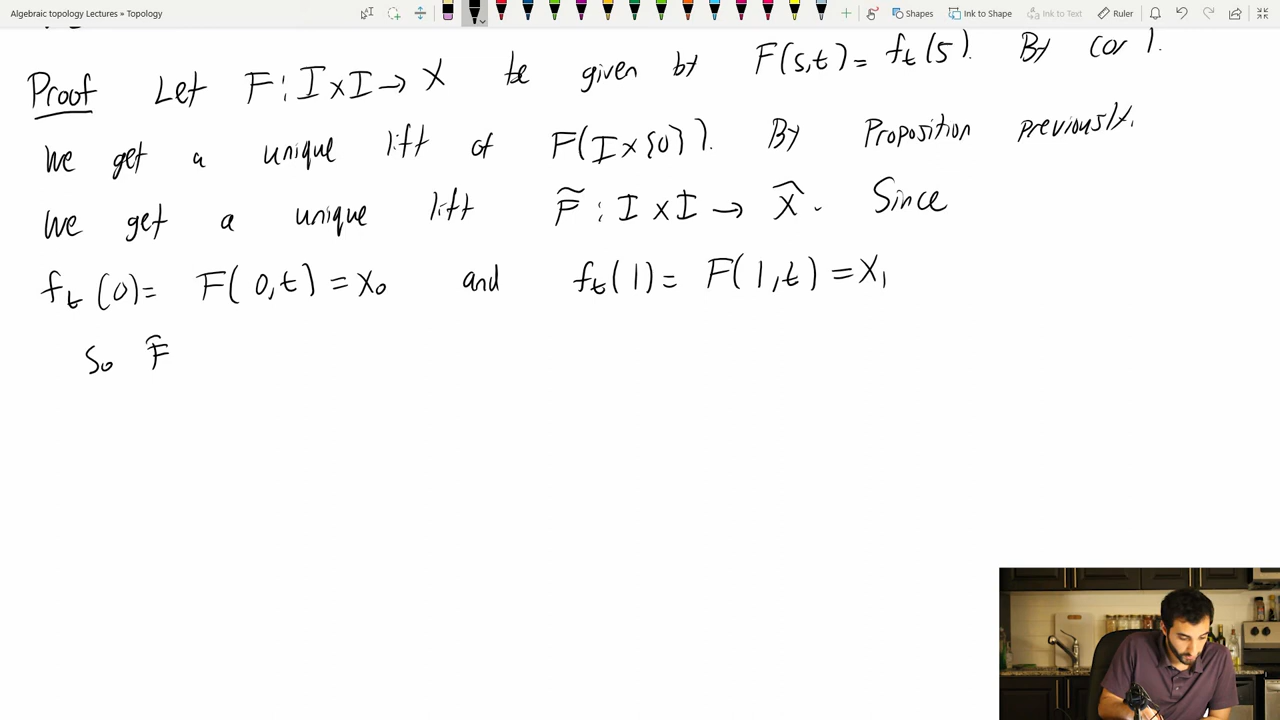 Algebraic topology Lectures » Topology
Shapes Ink to Shape Ink to Text Ruler
Proof Let F: I×I→X be given by F(s,t)= f_t(s). By cor 1.
We get a unique lift of F(I×{0}). By Proposition previously.
We get a unique lift F̃ : I×I → X̃. Since
f_t(0)= F(0,t)=x₀ and f_t(1)= F(1,t)=x₁
So F̃